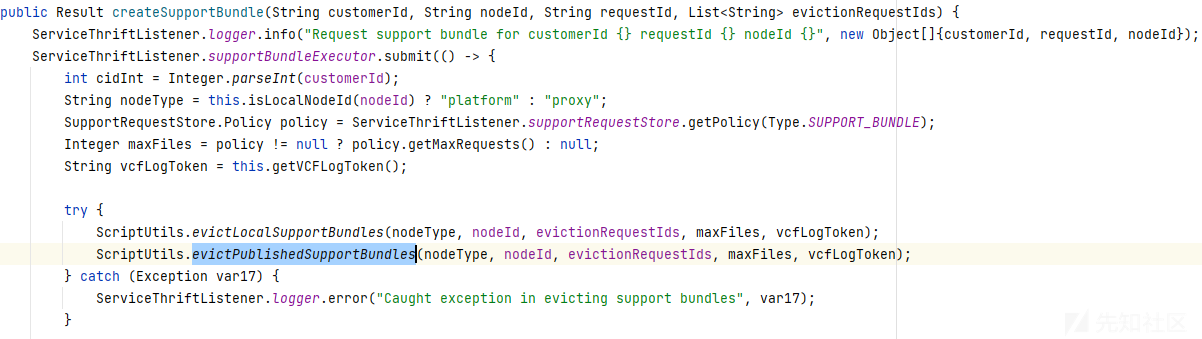 public Result createSupportBundle(String customerId, String nodeId, String requestId, List<String> evictionRequestIds) {
    ServiceThriftListener.logger.info("Request support bundle for customerId {} requestId {} nodeId {}", new Object[]{customerId, requestId, nodeId});
    ServiceThriftListener.supportBundleExecutor.submit(() -> {
        int cidInt = Integer.parseInt(customerId);
        String nodeType = this.isLocalNodeId(nodeId) ? "platform" : "proxy";
        SupportRequestStore.Policy policy = ServiceThriftListener.supportRequestStore.getPolicy(Type.SUPPORT_BUNDLE);
        Integer maxFiles = policy != null ? policy.getMaxRequests() : null;
        String vcfLogToken = this.getVCFLogToken();
        try {
            ScriptUtils.evictLocalSupportBundles(nodeType, nodeId, evictionRequestIds, maxFiles, vcfLogToken);
            ScriptUtils.evictPublishedSupportBundles(nodeType, nodeId, evictionRequestIds, maxFiles, vcfLogToken);
        } catch (Exception var17) {
            ServiceThriftListener.logger.error("Caught exception in evicting support bundles", var17);
        }
先知社区